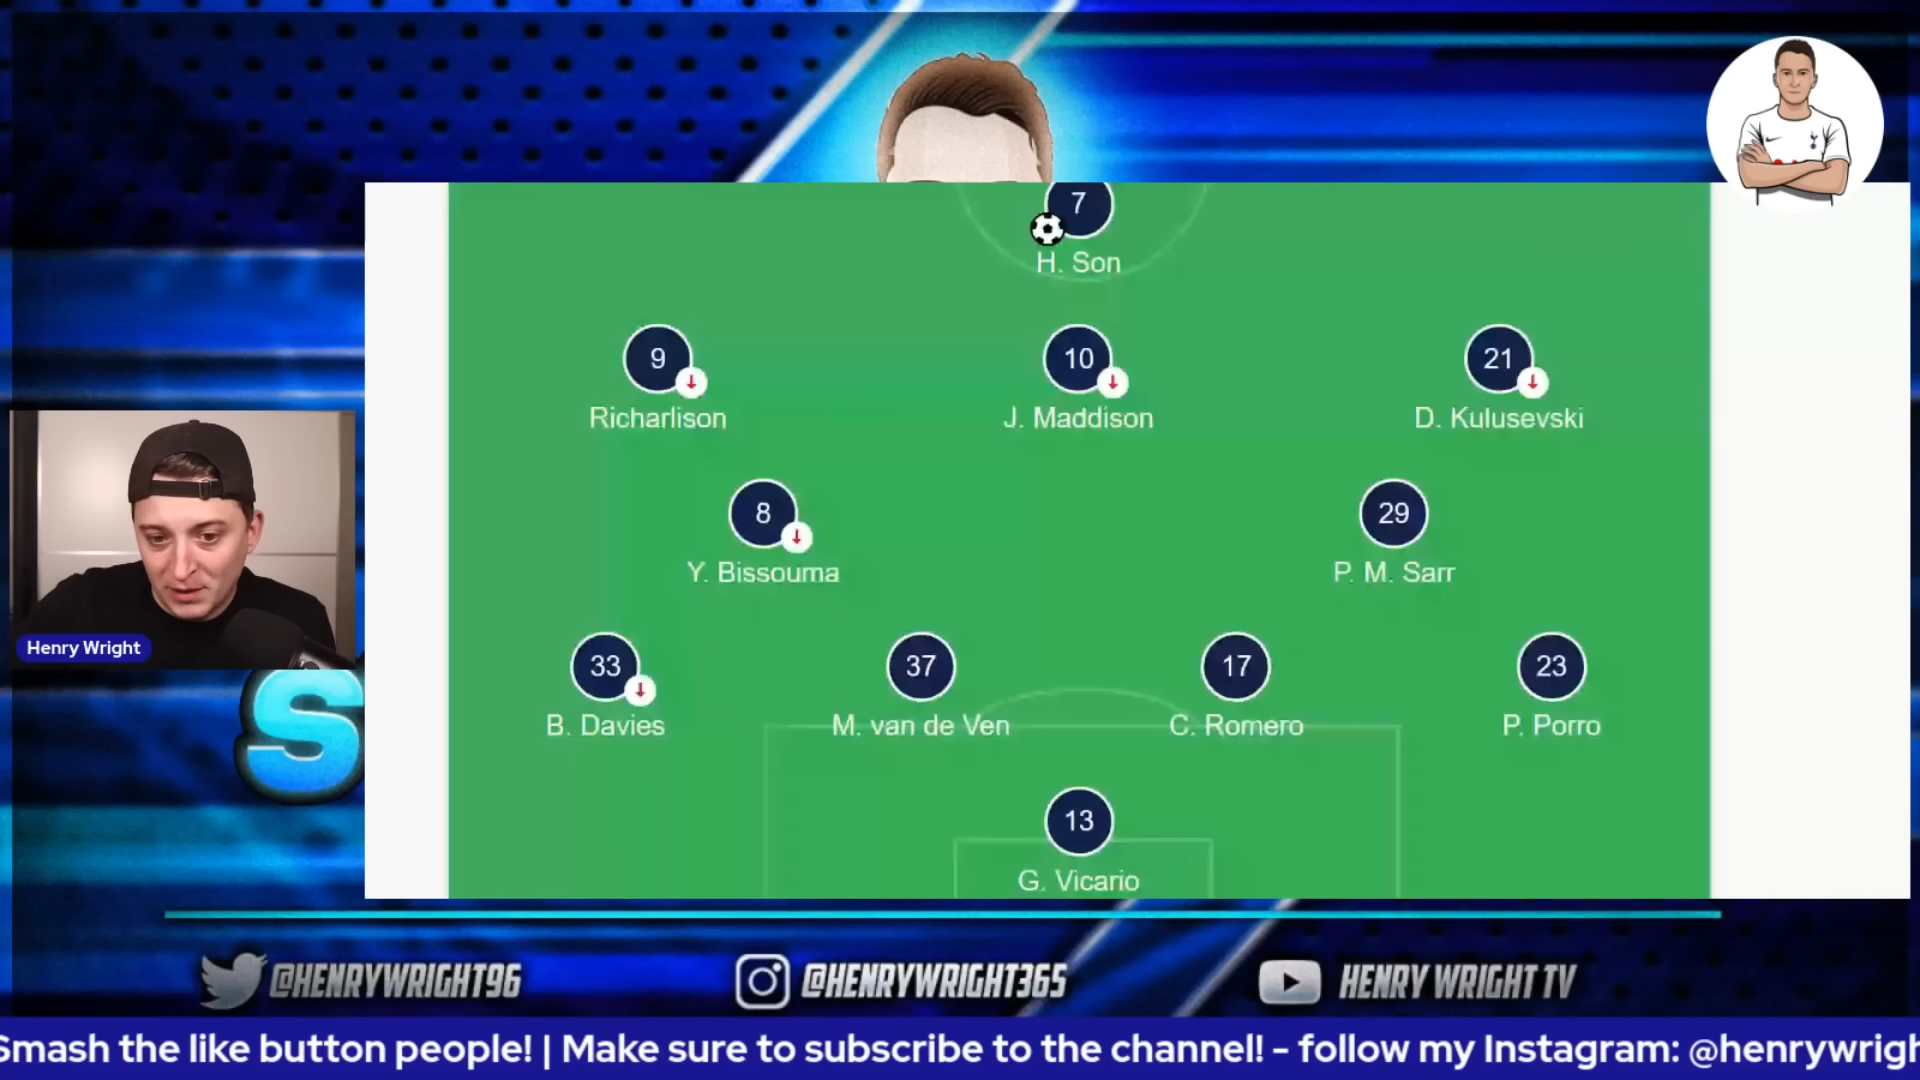 7
H. Son
9
10
21
Richarlison
J. Maddison
D. Kulusevski
8
29
Y. Bissouma
P. M. Sarr
Henry Wright
33
37
17
23
B. Davies
M. van de Ven
C. Romero
P. Porro
S
13
G. Vicario
@HENRYWRIGHT96
@HENRYWRIGHT365
HENRY WRIGHT TV
Smash the like button people! | Make sure to subscribe to the channel! - follow my Instagram: @henrywrigh